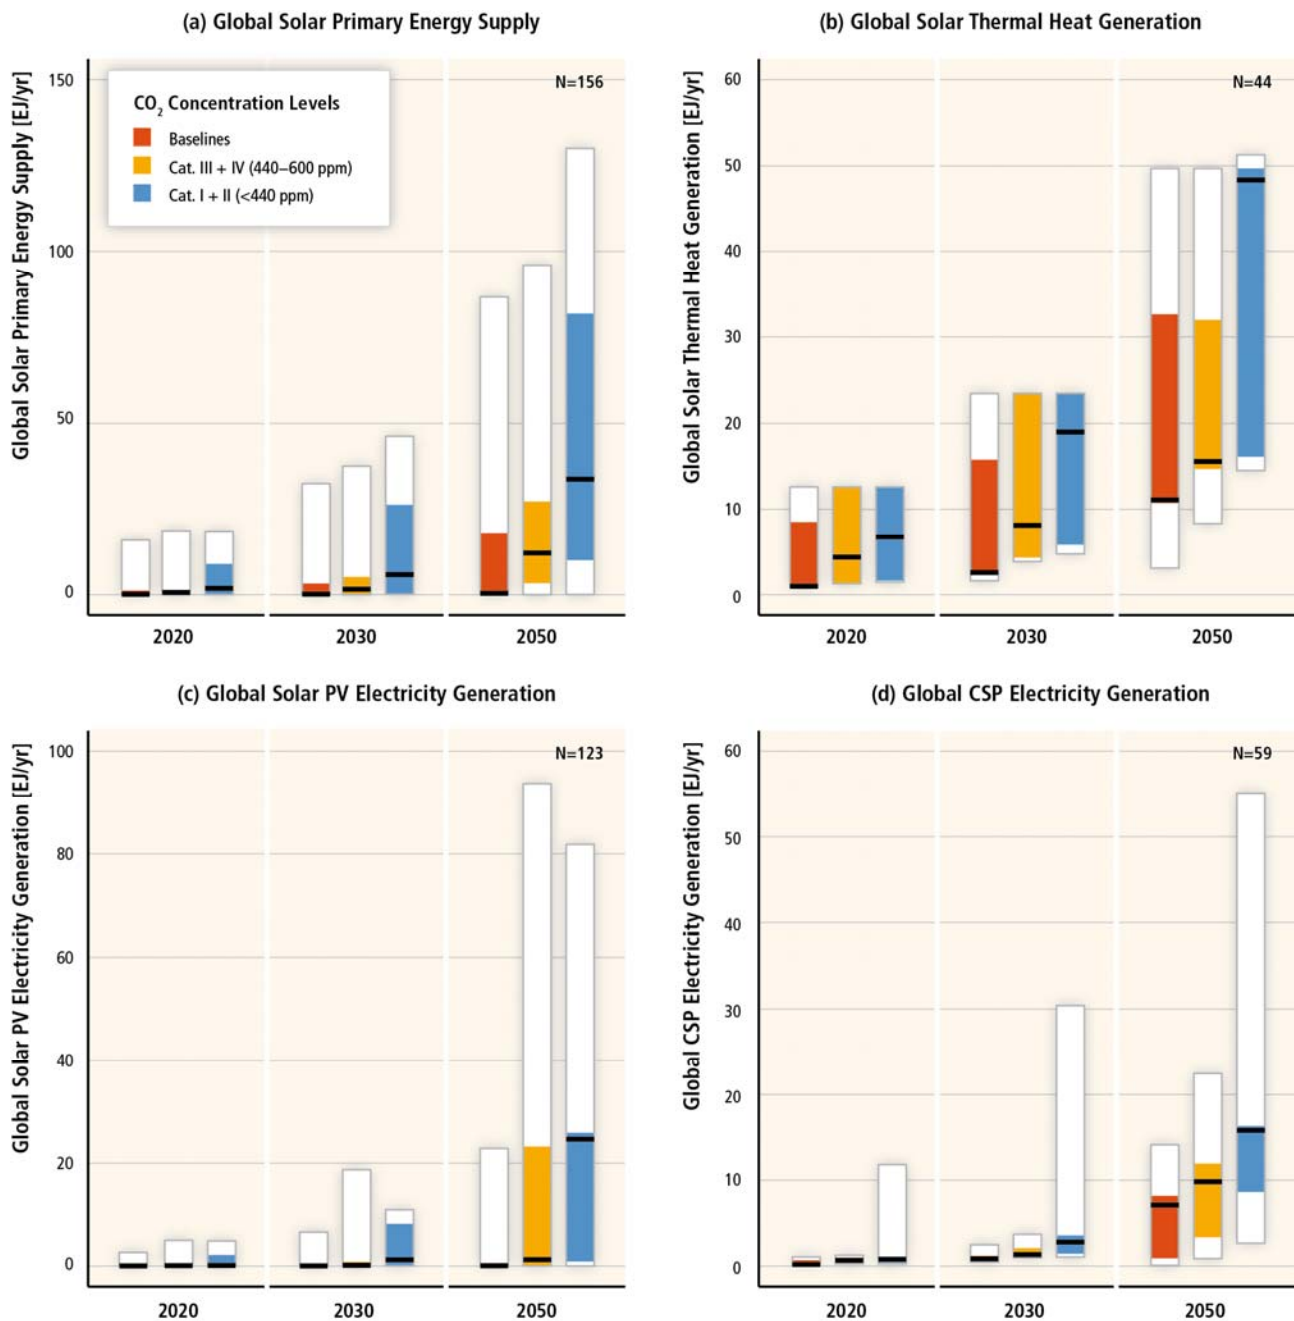 (a) Global Solar Primary Energy Supply
Global Solar Primary Energy Supply [EJ/yr]
150
100
50
0
N=156
CO2 Concentration Levels
Baselines
Cat. III + IV (440–600 ppm)
Cat. I + II (<440 ppm)
2020
2030
2050
(b) Global Solar Thermal Heat Generation
Global Solar Thermal Heat Generation [EJ/yr]
60
50
40
30
20
10
0
N=44
2020
2030
2050
(c) Global Solar PV Electricity Generation
Global Solar PV Electricity Generation [EJ/yr]
100
80
60
40
20
0
N=123
2020
2030
2050
(d) Global CSP Electricity Generation
Global CSP Electricity Generation [EJ/yr]
60
50
40
30
20
10
0
N=59
2020
2030
2050